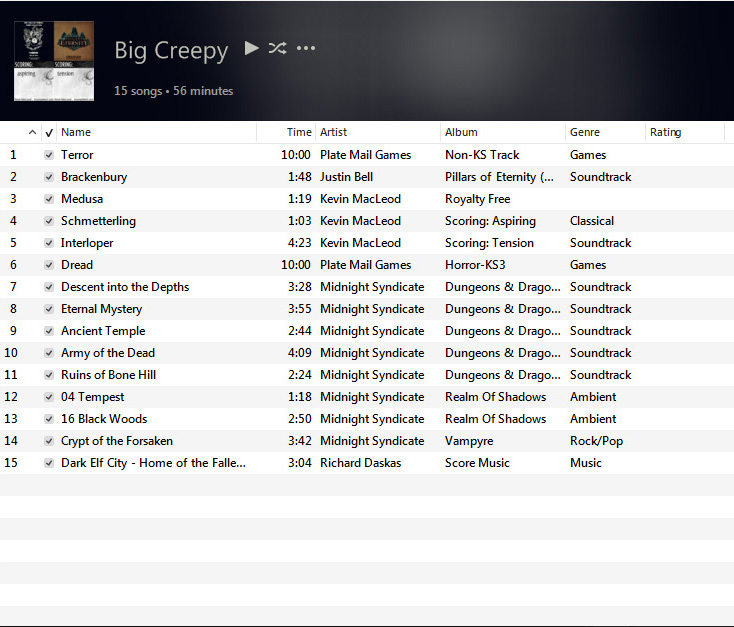 ETERNITY
SCORING: SCORING:
aspiring tension
Big Creepy
15 songs • 56 minutes
Name Time Artist Album Genre Rating
1 Terror 10:00 Plate Mail Games Non-KS Track Games
2 Brackenbury 1:48 Justin Bell Pillars of Eternity (... Soundtrack
3 Medusa 1:19 Kevin MacLeod Royalty Free
4 Schmetterling 1:03 Kevin MacLeod Scoring: Aspiring Classical
5 Interloper 4:23 Kevin MacLeod Scoring: Tension Soundtrack
6 Dread 10:00 Plate Mail Games Horror-KS3 Games
7 Descent into the Depths 3:28 Midnight Syndicate Dungeons & Drago... Soundtrack
8 Eternal Mystery 3:55 Midnight Syndicate Dungeons & Drago... Soundtrack
9 Ancient Temple 2:44 Midnight Syndicate Dungeons & Drago... Soundtrack
10 Army of the Dead 4:09 Midnight Syndicate Dungeons & Drago... Soundtrack
11 Ruins of Bone Hill 2:24 Midnight Syndicate Dungeons & Drago... Soundtrack
12 04 Tempest 1:18 Midnight Syndicate Realm Of Shadows Ambient
13 16 Black Woods 2:50 Midnight Syndicate Realm Of Shadows Ambient
14 Crypt of the Forsaken 3:42 Midnight Syndicate Vampyre Rock/Pop
15 Dark Elf City - Home of the Falle... 3:04 Richard Daskas Score Music Music